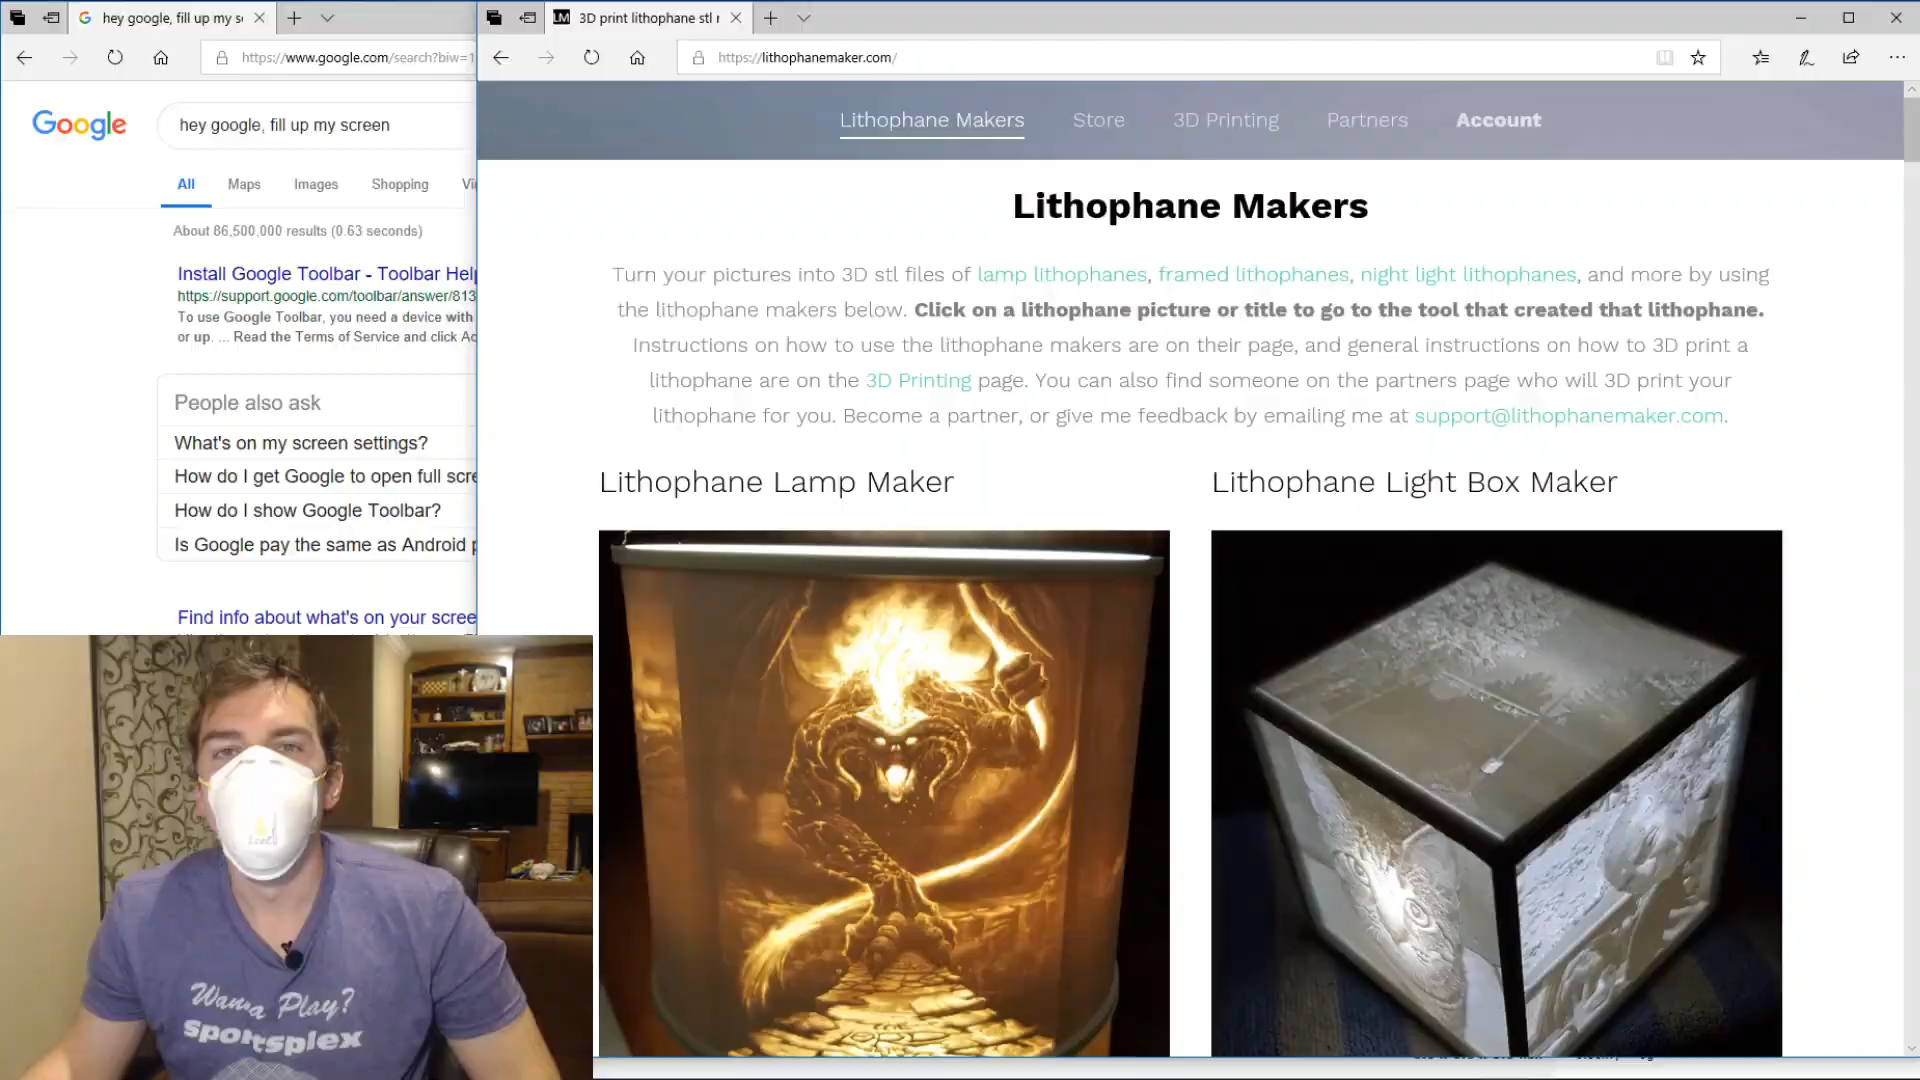 hey google, fill up my s
3D print lithophane stl r
https://www.google.com/search?biw=1
https://lithophanemaker.com/
Google
hey google, fill up my screen
All Maps Images Shopping Vi
About 86,500,000 results (0.63 seconds)
Install Google Toolbar - Toolbar Help
https://support.google.com/toolbar/answer/813
To use Google Toolbar, you need a device with
or up. ... Read the Terms of Service and click Ac
People also ask
What's on my screen settings?
How do I get Google to open full scre
How do I show Google Toolbar?
Is Google pay the same as Android p
Find info about what's on your scree
LM
Lithophane Makers Store 3D Printing Partners Account
Lithophane Makers
Turn your pictures into 3D stl files of lamp lithophanes, framed lithophanes, night light lithophanes, and more by using
the lithophane makers below. Click on a lithophane picture or title to go to the tool that created that lithophane.
Instructions on how to use the lithophane makers are on their page, and general instructions on how to 3D print a
lithophane are on the 3D Printing page. You can also find someone on the partners page who will 3D print your
lithophane for you. Become a partner, or give me feedback by emailing me at support@lithophanemaker.com.
Lithophane Lamp Maker
Lithophane Light Box Maker
Wanna Play?
sportsplex